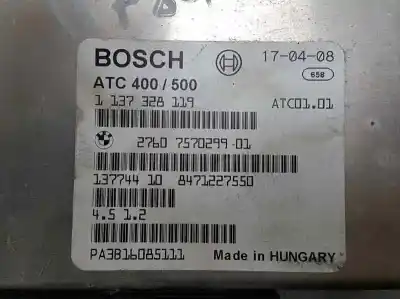 BOSCH 17-04-08
ATC 400 / 500 658
1 137 328 119 ATC01.01
2760 7570299-01
137744 10 8471227550
4.5 1.2
PA3B16085111 Made in HUNGARY